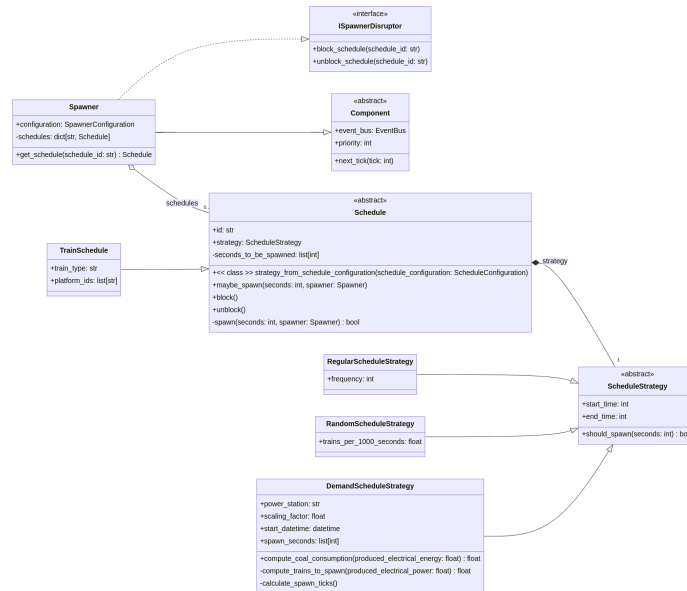 «interface»
ISpawnerDisruptor
+block_schedule(schedule_id: str)
+unblock_schedule(schedule_id: str)
Spawner
+configuration: SpawnerConfiguration
-schedules: dict[str, Schedule]
+get_schedule(schedule_id: str) : Schedule
«abstract»
Component
+event_bus: EventBus
+priority: int
+next_tick(tick: int)
schedules
«abstract»
Schedule
+id: str
+strategy: ScheduleStrategy
-seconds_to_be_spawned: list[int]
+<< class >> strategy_from_schedule_configuration(schedule_configuration: ScheduleConfiguration)
+maybe_spawn(seconds: int, spawner: Spawner)
+block()
+unblock()
-spawn(seconds: int, spawner: Spawner) : bool
TrainSchedule
+train_type: str
+platform_ids: list[str]
strategy
1
RegularScheduleStrategy
+frequency: int
«abstract»
ScheduleStrategy
+start_time: int
+end_time: int
+should_spawn(seconds: int) : bo
RandomScheduleStrategy
+trains_per_1000_seconds: float
DemandScheduleStrategy
+power_station: str
+scaling_factor: float
+start_datetime: datetime
+spawn_seconds: list[int]
+compute_coal_consumption(produced_electrical_energy: float) : float
-compute_trains_to_spawn(produced_electrical_power: float) : float
-calculate_spawn_ticks()